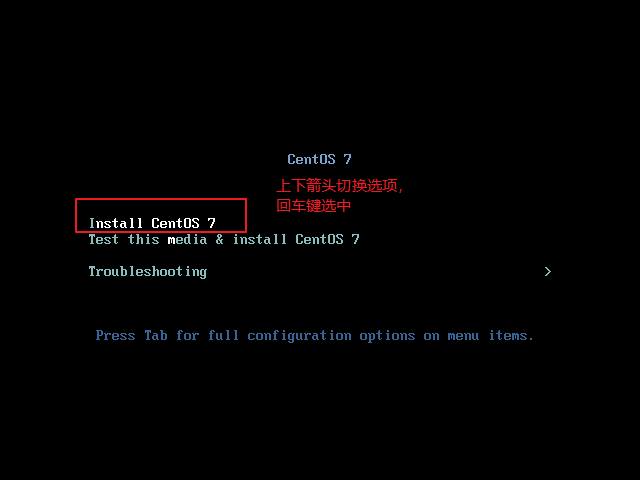 CentOS 7
上下箭头切换选项，
回车键选中
Install CentOS 7
Test this media & install CentOS 7
Troubleshooting >
Press Tab for full configuration options on menu items.